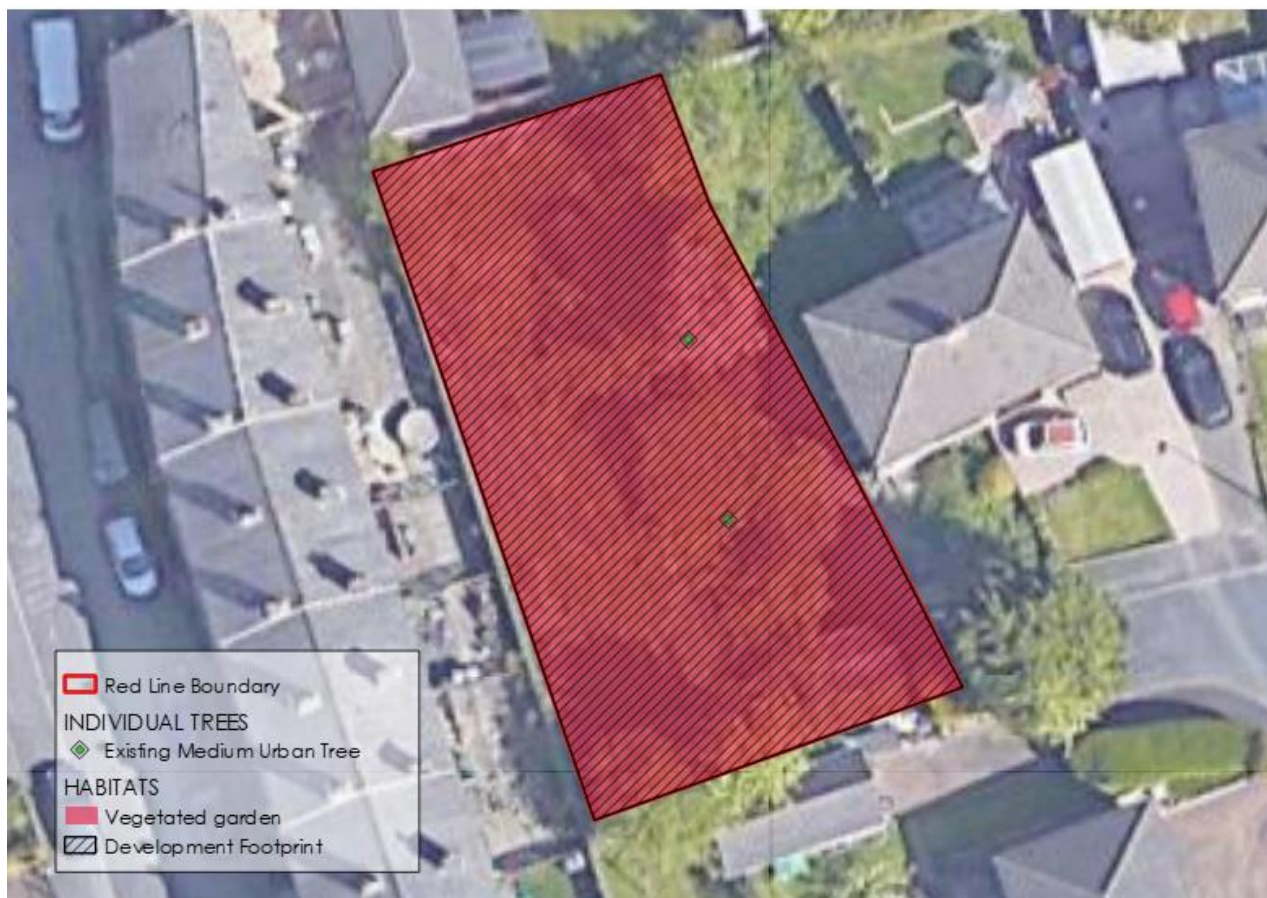 Red Line Boundary
INDIVIDUAL TREES
Existing Medium Urban Tree
HABITATS
Vegetated garden
Development Footprint